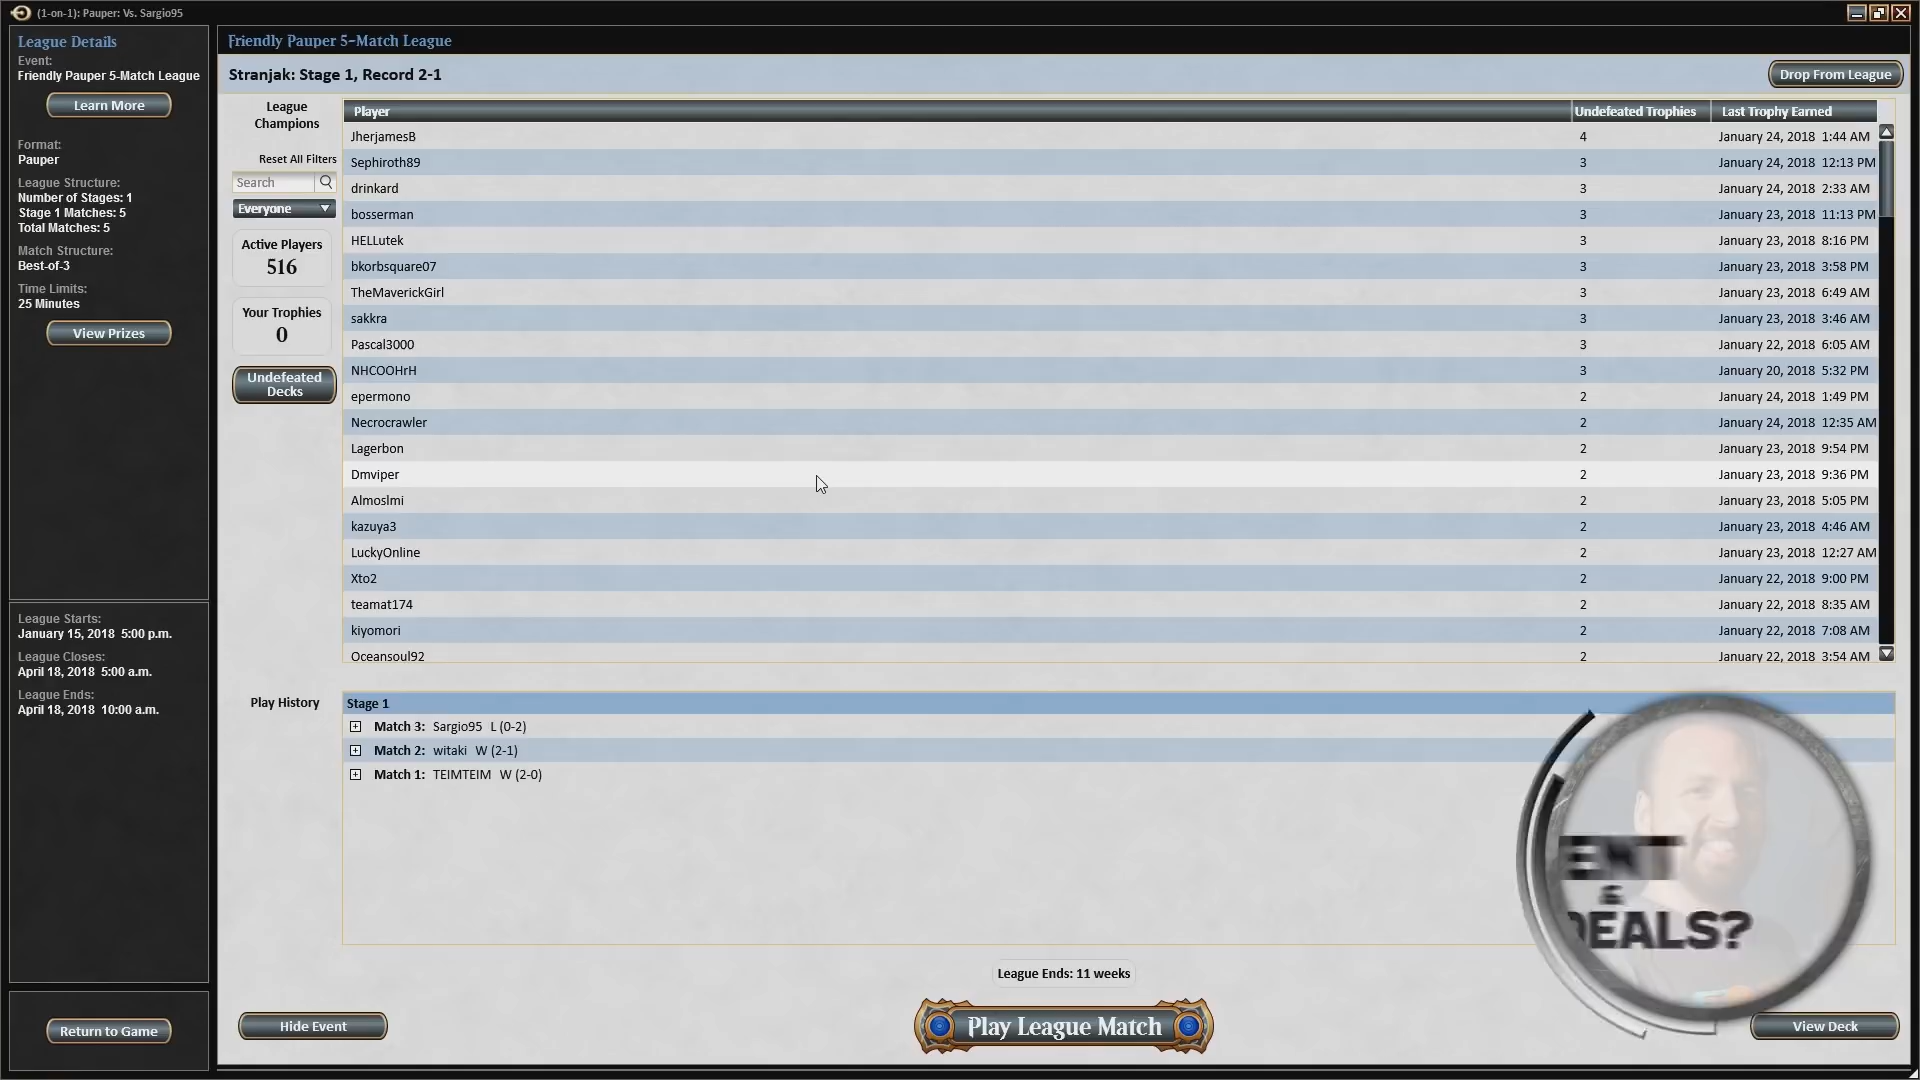 (1-on-1): Pauper: Vs. Sargio95
League Details
Event:
Friendly Pauper 5-Match League
Learn More
Format:
Pauper
League Structure:
Number of Stages: 1
Stage 1 Matches: 5
Total Matches: 5
Match Structure:
Best-of-3
Time Limits:
25 Minutes
View Prizes
League Starts:
January 15, 2018 5:00 p.m.
League Closes:
April 18, 2018 5:00 a.m.
League Ends:
April 18, 2018 10:00 a.m.
Return to Game
Friendly Pauper 5-Match League
Stranjak: Stage 1, Record 2-1
Drop From League
League
Champions
Reset All Filters
Search
Everyone
Active Players
516
Your Trophies
0
Undefeated
Decks
Player Undefeated Trophies Last Trophy Earned
JherjamesB 4 January 24, 2018 1:44 AM
Sephiroth89 3 January 24, 2018 12:13 PM
drinkard 3 January 24, 2018 2:33 AM
bosserman 3 January 23, 2018 11:13 PM
HELLutek 3 January 23, 2018 8:16 PM
bkorbsquare07 3 January 23, 2018 3:58 PM
TheMaverickGirl 3 January 23, 2018 6:49 AM
sakkra 3 January 23, 2018 3:46 AM
Pascal3000 3 January 22, 2018 6:05 AM
NHCOOHrH 3 January 20, 2018 5:32 PM
epermono 2 January 24, 2018 1:49 PM
Necrocrawler 2 January 24, 2018 12:35 AM
Lagerbon 2 January 23, 2018 9:54 PM
Dmviper 2 January 23, 2018 9:36 PM
Almoslmi 2 January 23, 2018 5:05 PM
kazuya3 2 January 23, 2018 4:46 AM
LuckyOnline 2 January 23, 2018 12:27 AM
Xto2 2 January 22, 2018 9:00 PM
teamat174 2 January 22, 2018 8:35 AM
kiyomori 2 January 22, 2018 7:08 AM
Oceansoul92 2 January 22, 2018 3:54 AM
Play History
Stage 1
Match 3: Sargio95 L (0-2)
Match 2: witaki W (2-1)
Match 1: TEIMTEIM W (2-0)
ENT
&
DEALS?
League Ends: 11 weeks
Hide Event
Play League Match
View Deck